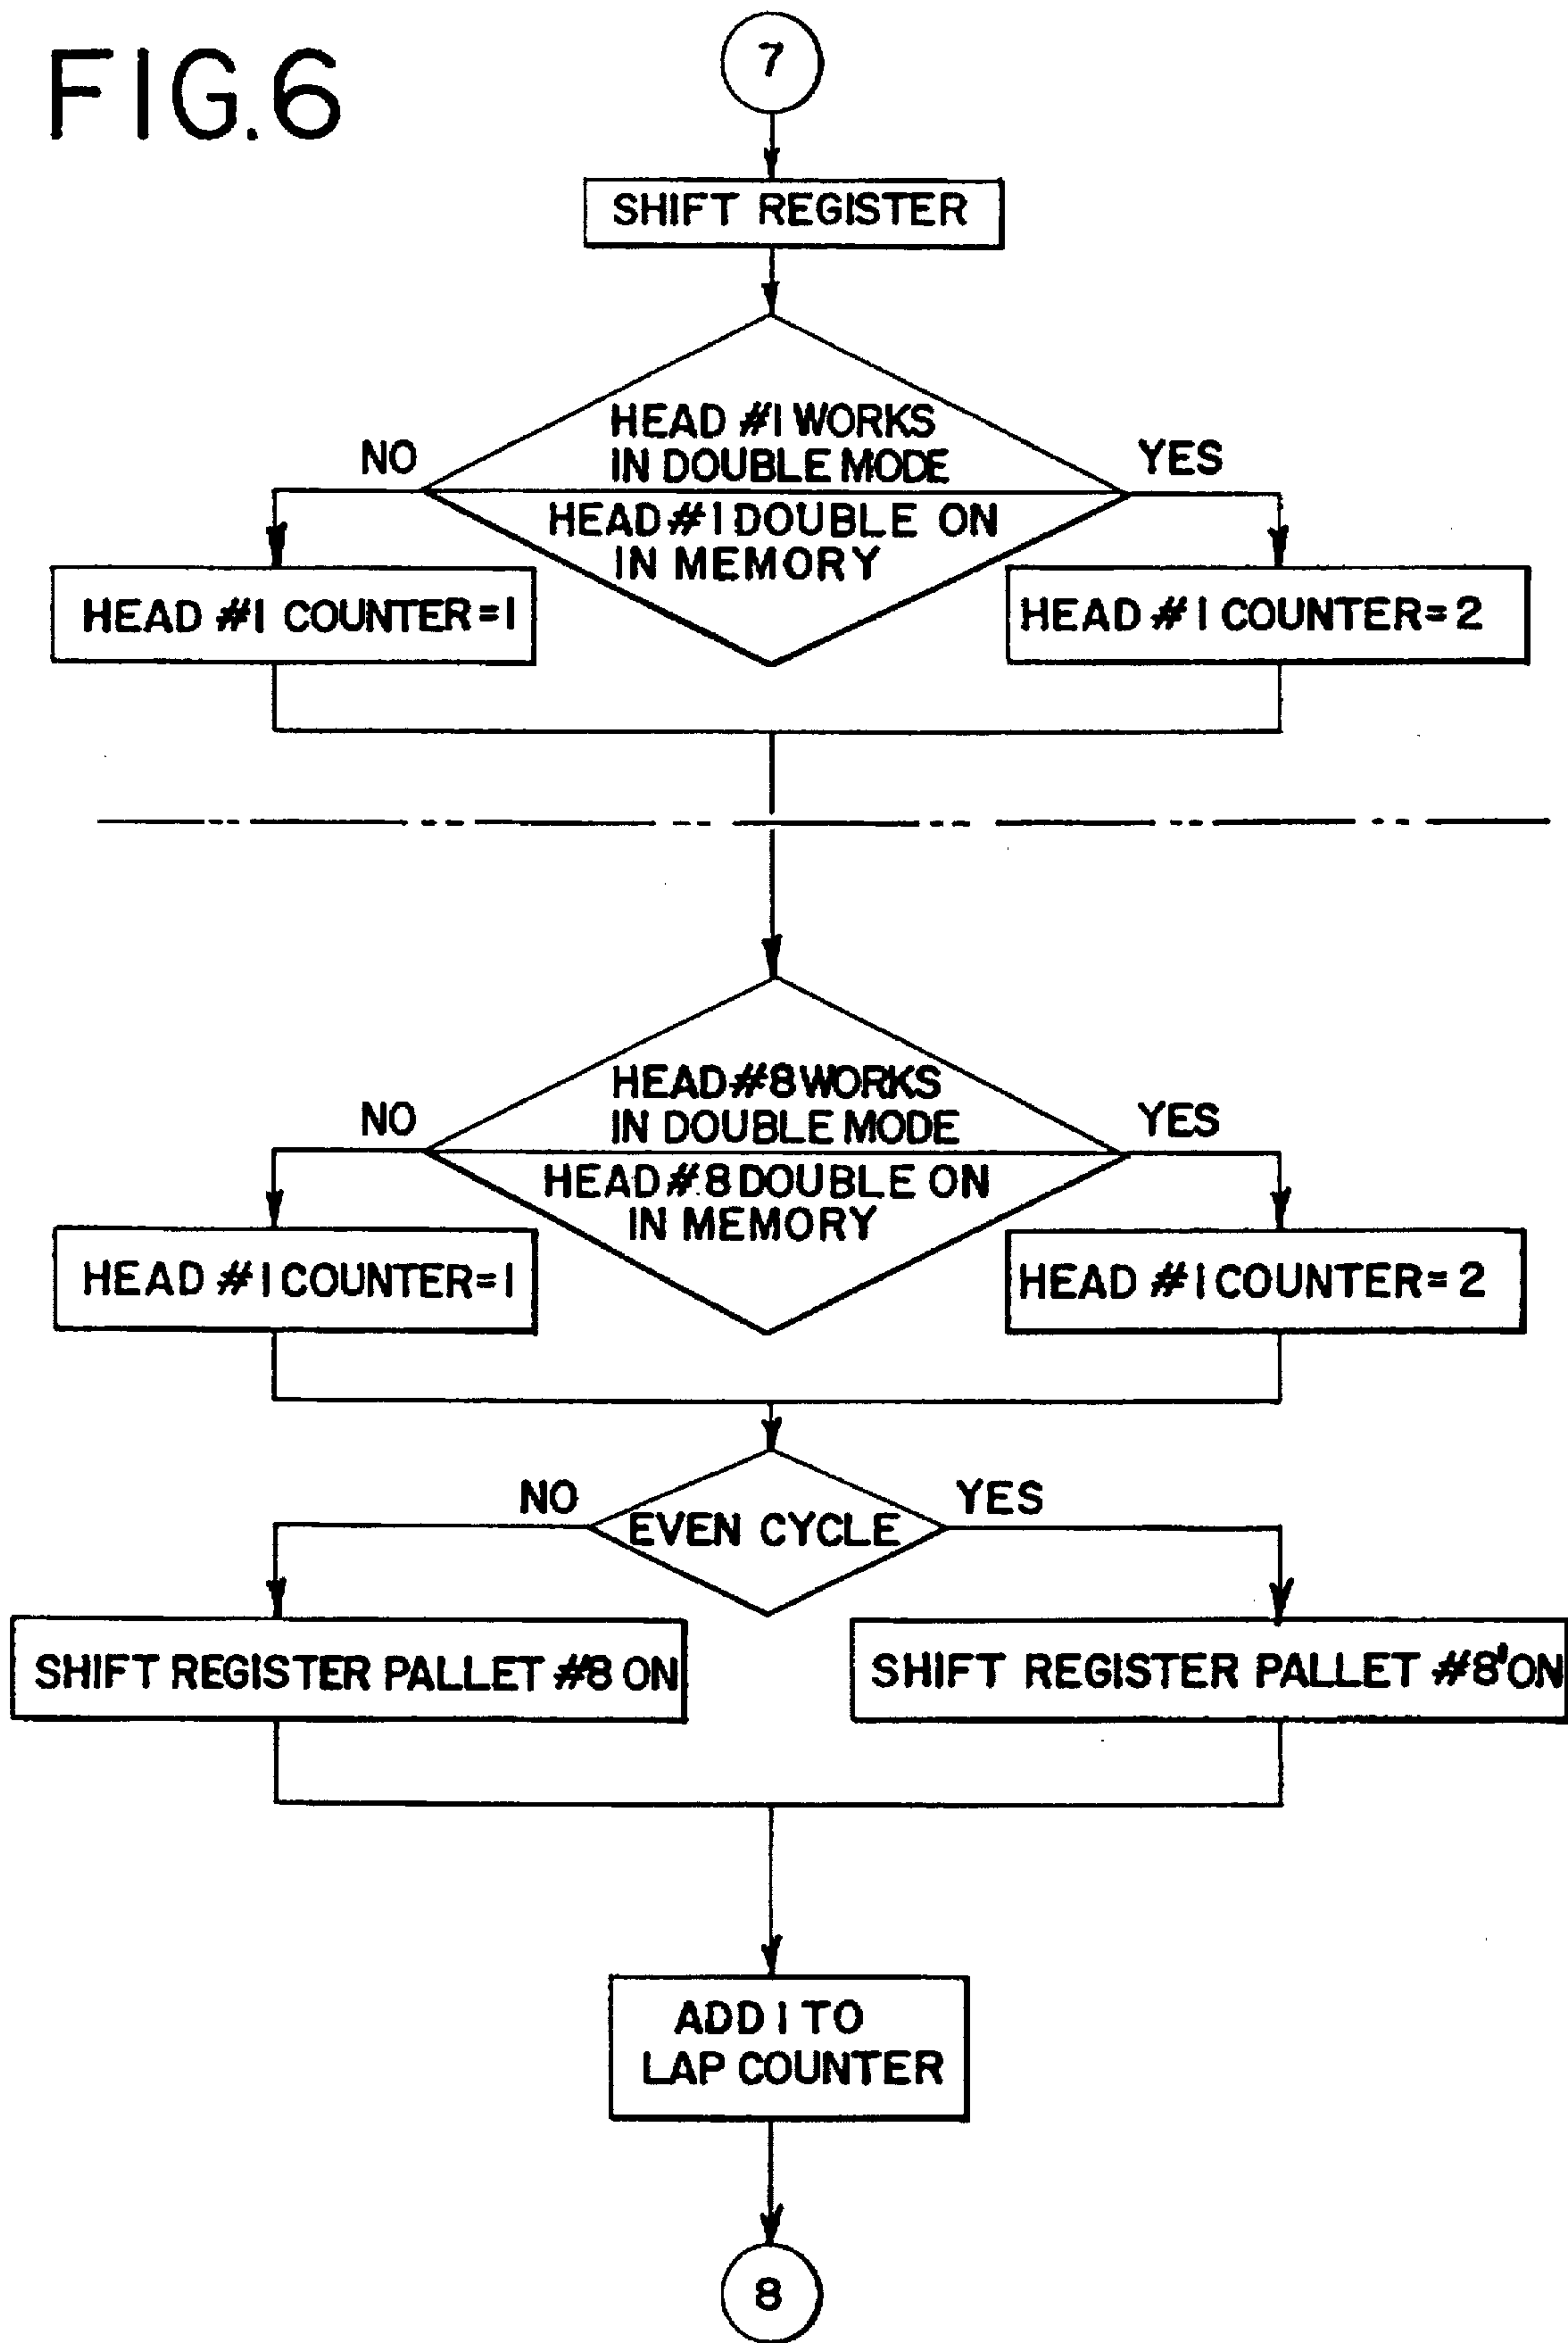 FIG.6
7
SHIFT REGISTER
HEAD #1 WORKS
IN DOUBLE MODE
NO
YES
HEAD #1 DOUBLE ON
IN MEMORY
HEAD #1 COUNTER=1
HEAD #1 COUNTER=2
HEAD #8 WORKS
IN DOUBLE MODE
NO
YES
HEAD #8 DOUBLE ON
IN MEMORY
HEAD #1 COUNTER=1
HEAD #1 COUNTER=2
NO
YES
EVEN CYCLE
SHIFT REGISTER PALLET #8 ON
SHIFT REGISTER PALLET #8' ON
ADD 1 TO
LAP COUNTER
8